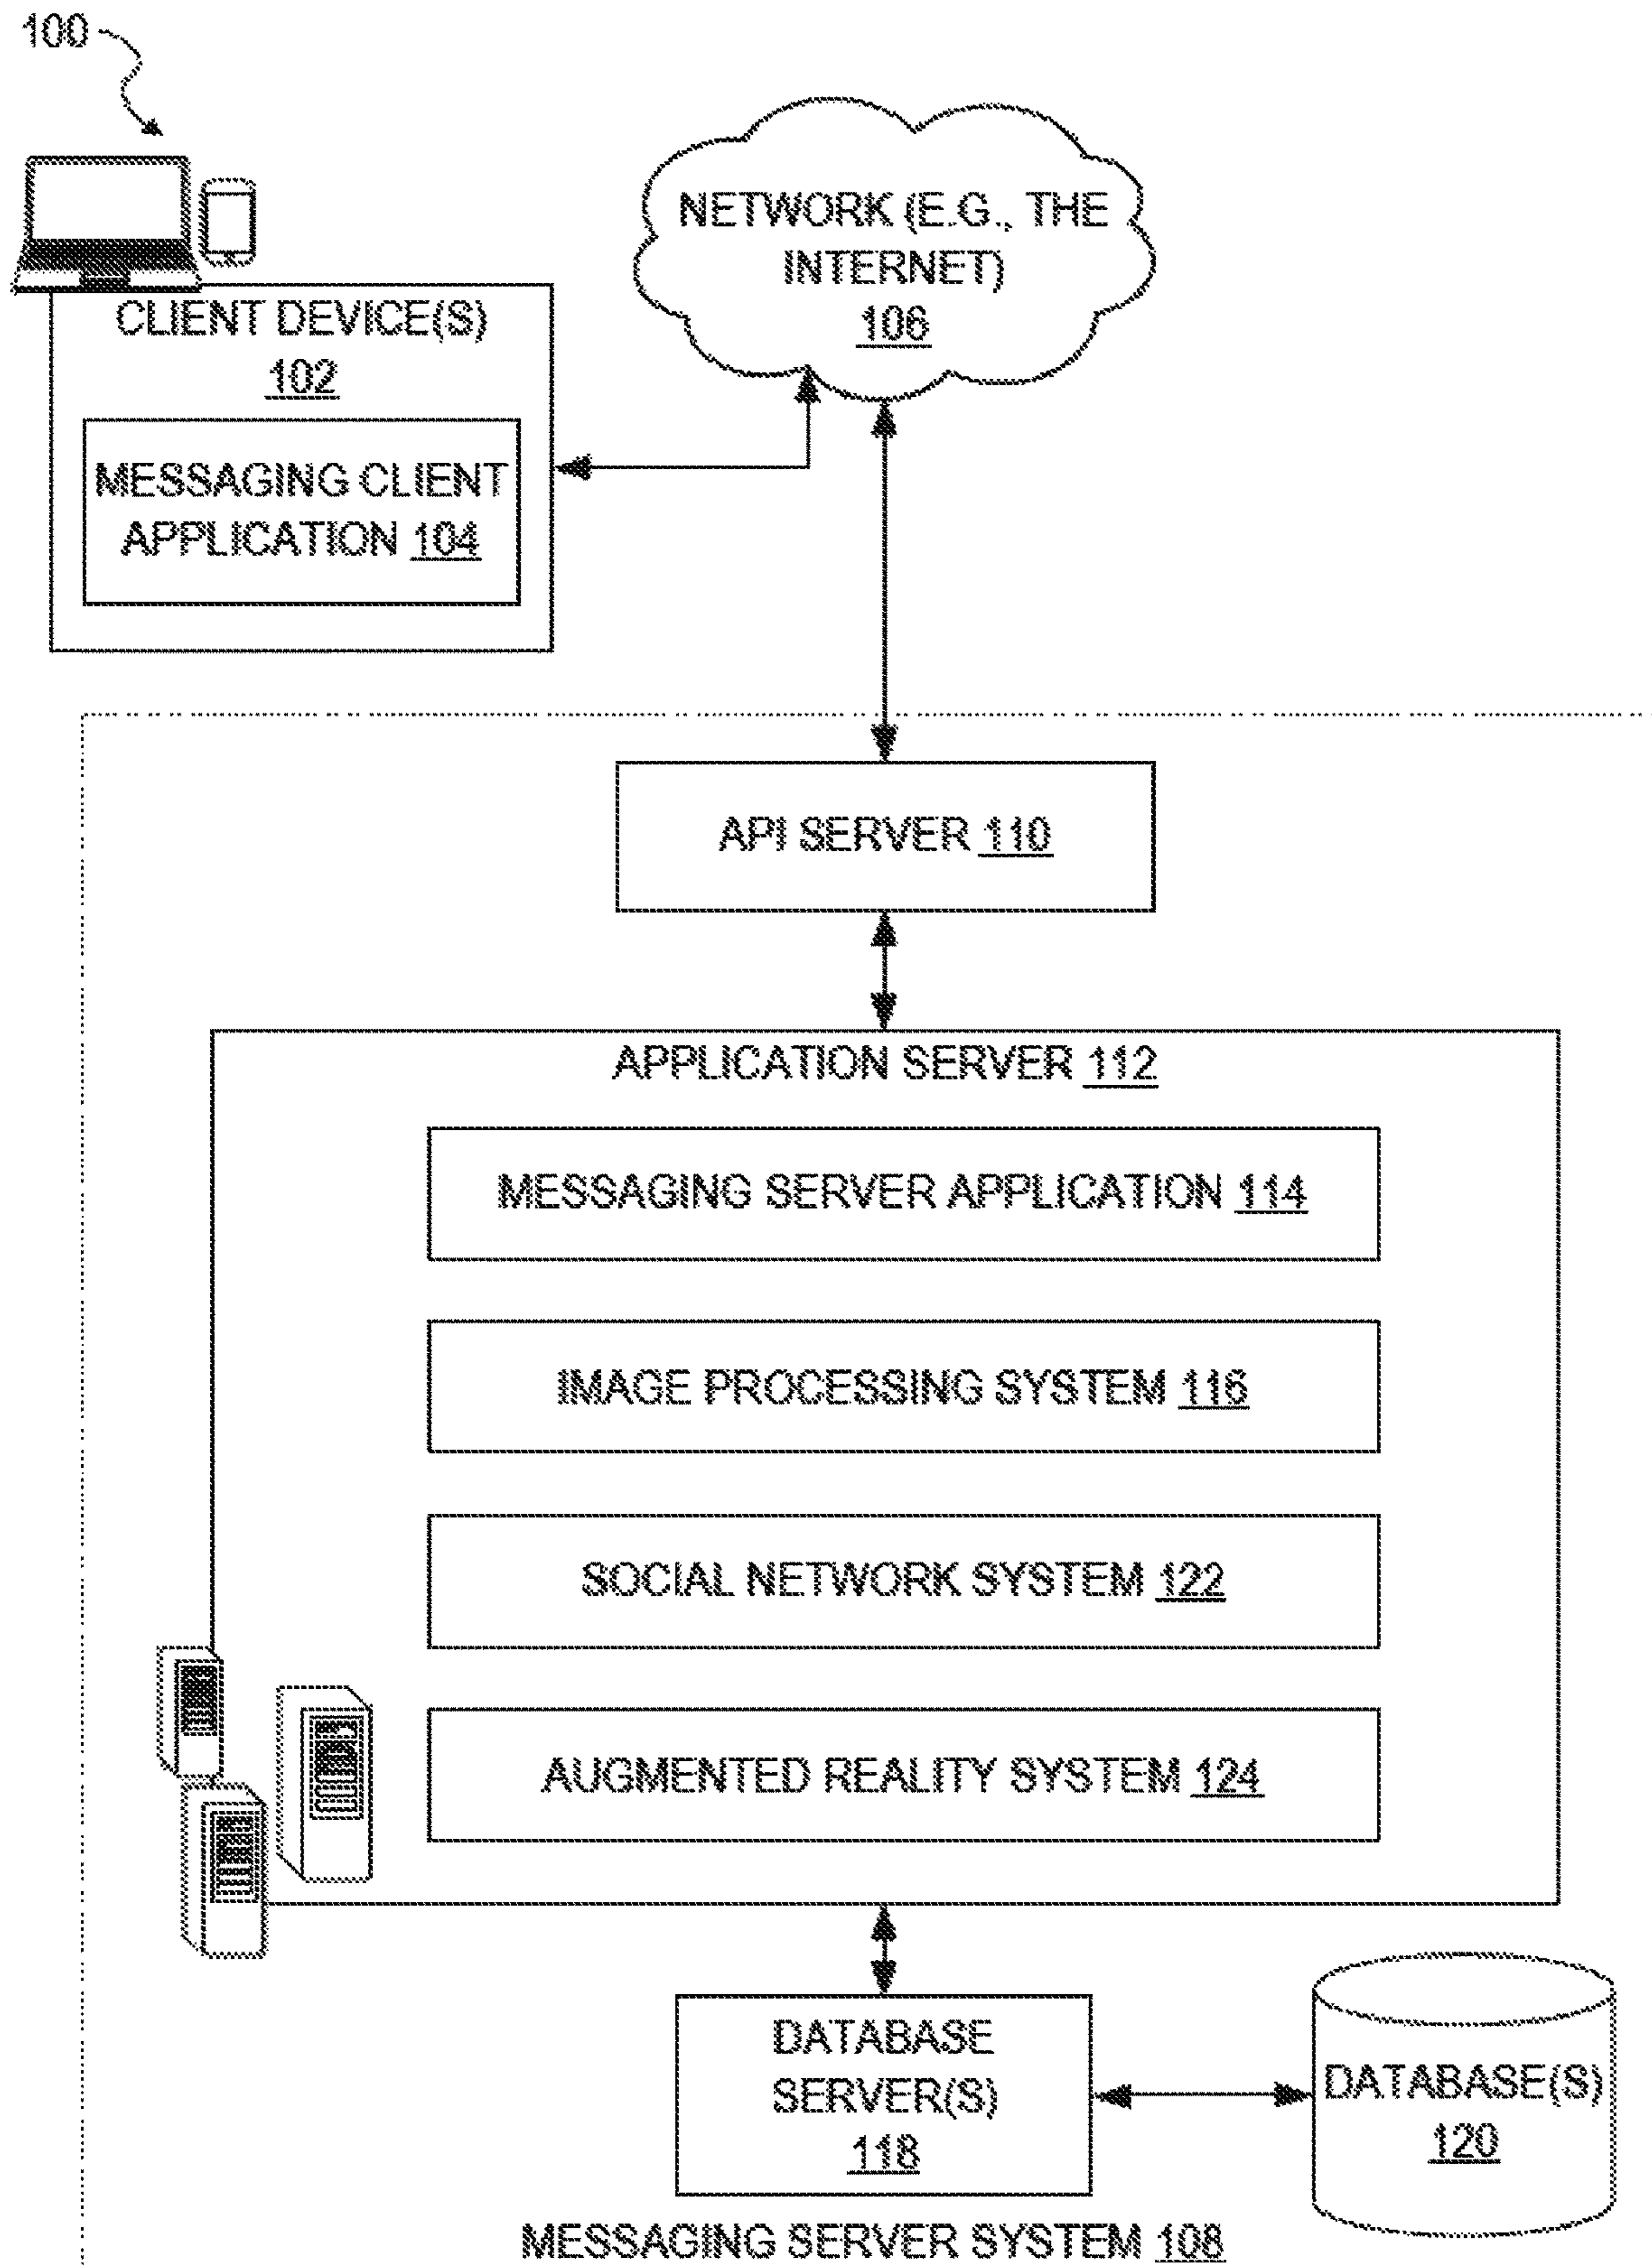 100
NETWORK (E.G., THE
INTERNET)
106
CLIENT DEVICE(S)
102
MESSAGING CLIENT
APPLICATION 104
API SERVER 110
APPLICATION SERVER 112
MESSAGING SERVER APPLICATION 114
IMAGE PROCESSING SYSTEM 116
SOCIAL NETWORK SYSTEM 122
AUGMENTED REALITY SYSTEM 124
DATABASE
SERVER(S)
118
DATABASE(S)
120
MESSAGING SERVER SYSTEM 108